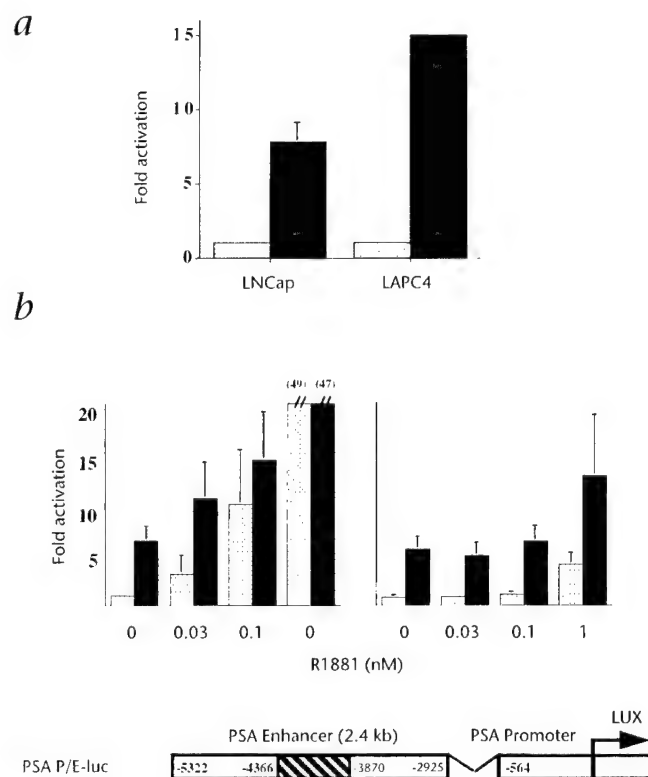 a
15
10
5
0
Fold activation
LNCap LAPC4
b
(49) (47)
20
15
10
5
Fold activation
0 0.03 0.1 0 0 0.03 0.1 1
R1881 (nM)
LUX
PSA Enhancer (2.4 kb) PSA Promoter
PSA P/E-luc -5322 -4366 -3870 -2925 -564